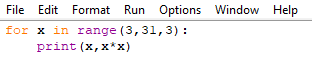 File Edit Format Run Options Window Help
for x in range(3,31,3):
    print(x,x*x)